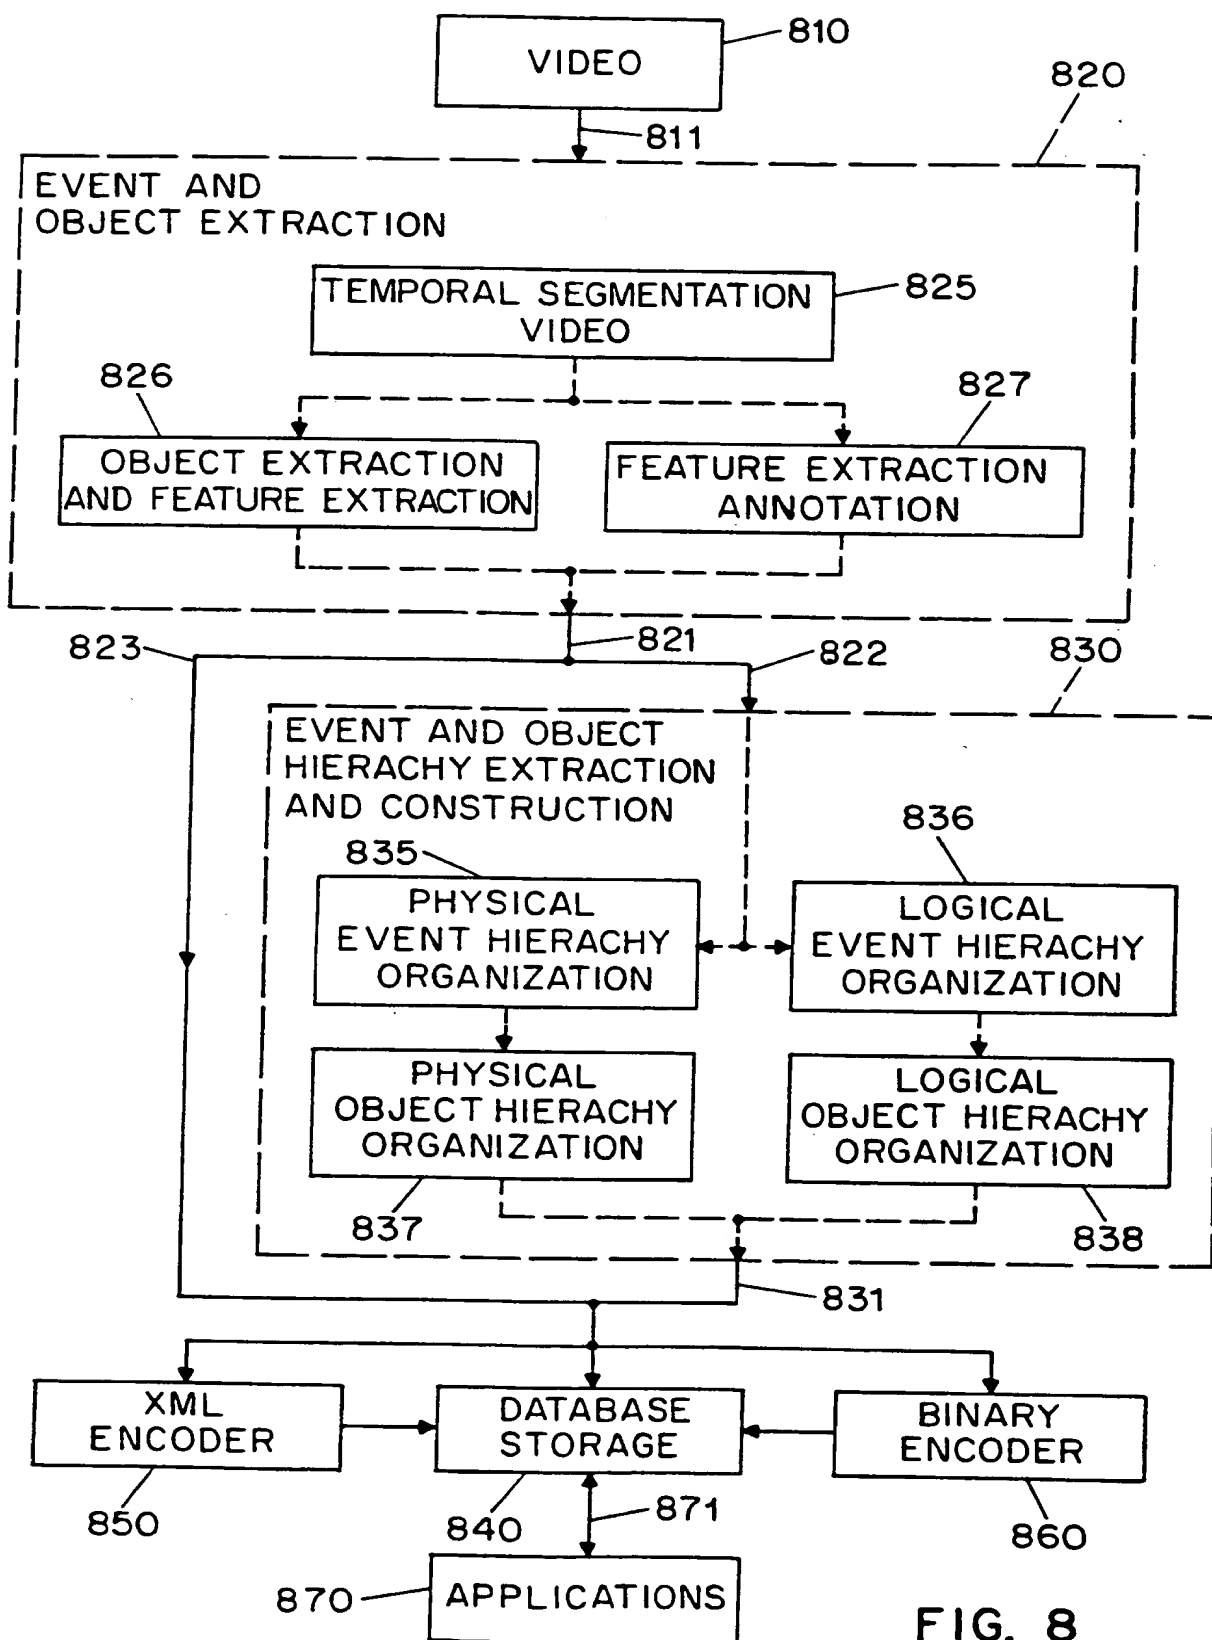 810
VIDEO
820
811
EVENT AND
OBJECT EXTRACTION
825
TEMPORAL SEGMENTATION
VIDEO
826
827
OBJECT EXTRACTION
AND FEATURE EXTRACTION
FEATURE EXTRACTION
ANNOTATION
823
821
822
830
EVENT AND OBJECT
HIERACHY EXTRACTION
AND CONSTRUCTION
835
836
PHYSICAL
EVENT HIERACHY
ORGANIZATION
LOGICAL
EVENT HIERACHY
ORGANIZATION
PHYSICAL
OBJECT HIERACHY
ORGANIZATION
LOGICAL
OBJECT HIERACHY
ORGANIZATION
837
838
831
XML
ENCODER
DATABASE
STORAGE
BINARY
ENCODER
850
840
871
860
870
APPLICATIONS
FIG. 8